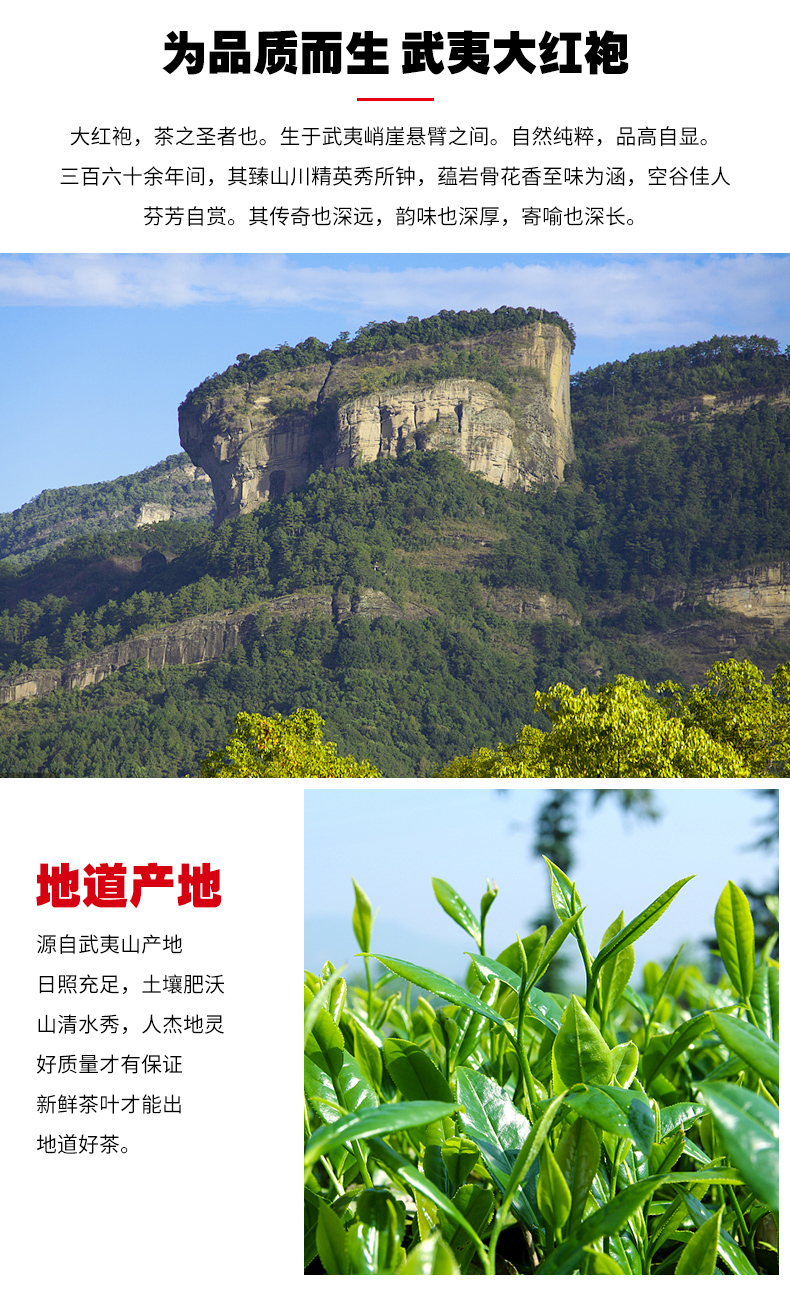 为品质而生 武夷大红袍
大红袍，茶之圣者也。生于武夷峭崖悬臂之间。自然纯粹，品高自显。
三百六十余年间，其臻山川精英秀所钟，蕴岩骨花香至味为涵，空谷佳人
芬芳自赏。其传奇也深远，韵味也深厚，寄喻也深长。
地道产地
源自武夷山产地
日照充足，土壤肥沃
山清水秀，人杰地灵
好质量才有保证
新鲜茶叶才能出
地道好茶。